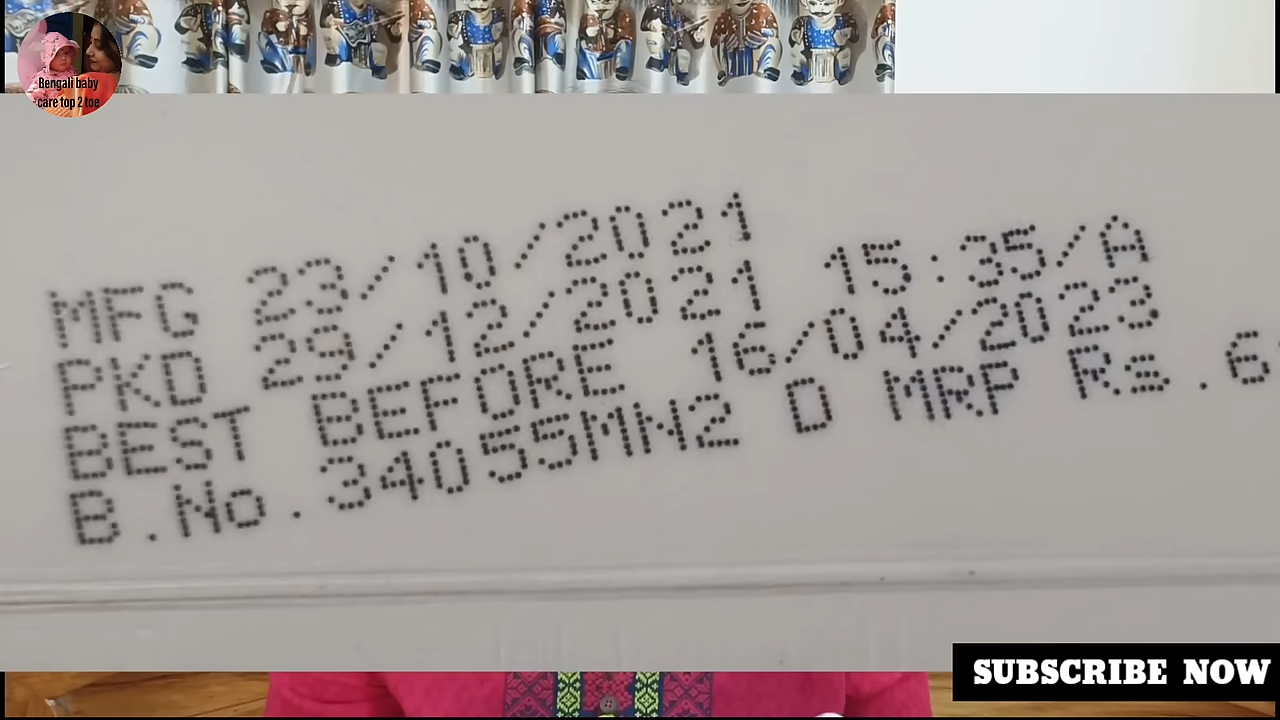 Bengali baby
care top 2 toe
MFG 23/10/2021
PKD 29/12/2021 15:35/A
BEST BEFORE 16/04/2023
B.No.34055MN2 D MRP Rs.6
SUBSCRIBE NOW